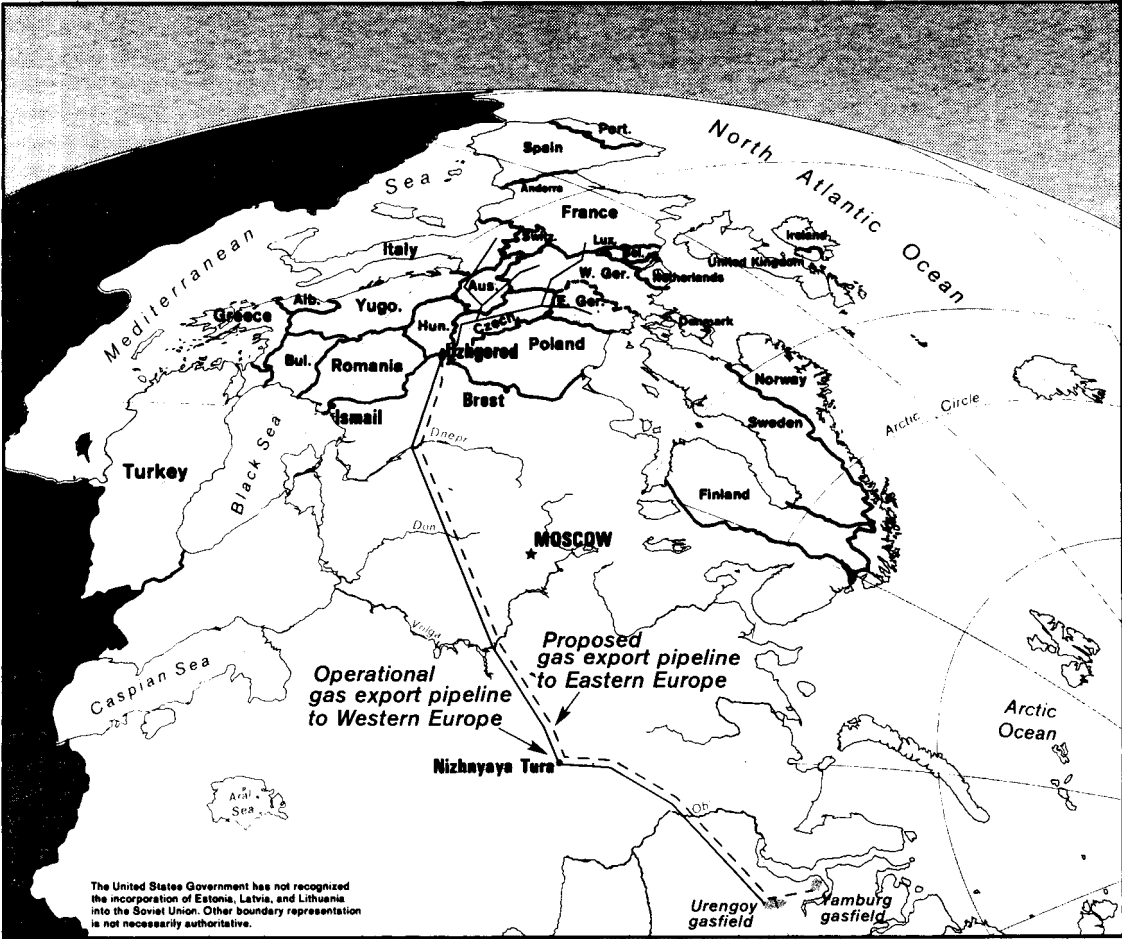 North
Atlantic
Ocean
Port.
Spain
Andorra
France
Sea
Mediterranean
Italy
Switz.
Lux.
Bel.
Netherlands
United Kingdom
Ireland
W. Ger.
E. Ger.
Aus.
Alb.
Yugo.
Greece
Hun.
Czech.
Denmark
Poland
Bul.
Romania
Uzhgorod
Brest
Ismail
Norway
Sweden
Arctic Circle
Finland
Dnepr
Turkey
Black Sea
Don
MOSCOW
Volga
Caspian Sea
Proposed
gas export pipeline
to Eastern Europe
Operational
gas export pipeline
to Western Europe
Arctic
Ocean
Nizhnyaya Tura
Aral
Sea
Ob
Urengoy
gasfield
Yamburg
gasfield
The United States Government has not recognized
the incorporation of Estonia, Latvia, and Lithuania
into the Soviet Union. Other boundary representation
is not necessarily authoritative.